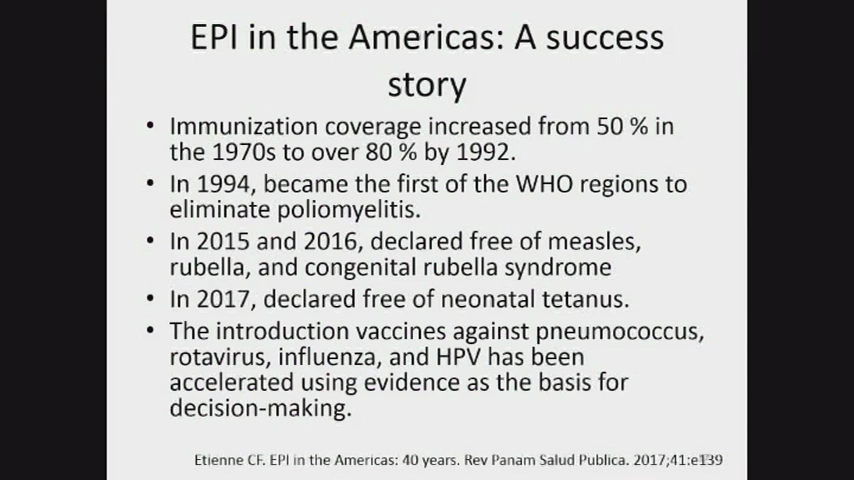 EPI in the Americas: A success
story
• Immunization coverage increased from 50 % in
the 1970s to over 80 % by 1992.
• In 1994, became the first of the WHO regions to
eliminate poliomyelitis.
• In 2015 and 2016, declared free of measles,
rubella, and congenital rubella syndrome
• In 2017, declared free of neonatal tetanus.
• The introduction vaccines against pneumococcus,
rotavirus, influenza, and HPV has been
accelerated using evidence as the basis for
decision-making.
Etienne CF. EPI in the Americas: 40 years. Rev Panam Salud Publica. 2017;41:e139